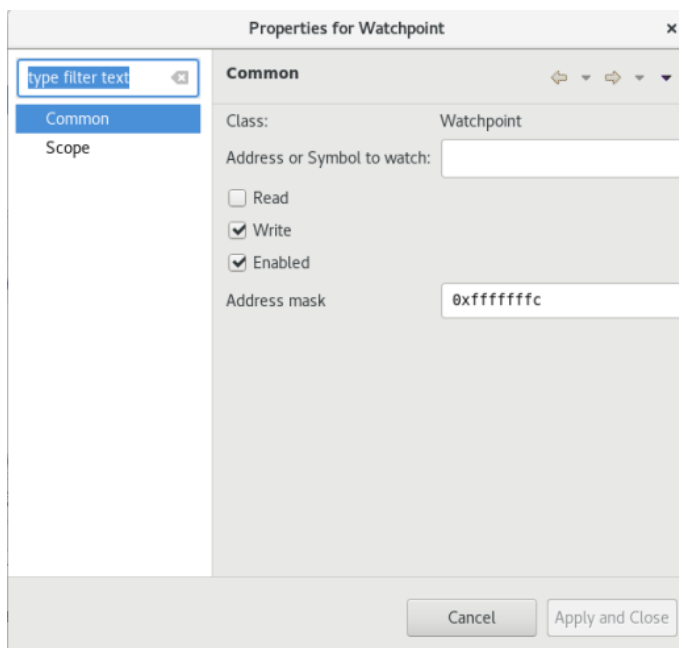 Properties for Watchpoint
type filter text
Common
Scope
Common
Class: Watchpoint
Address or Symbol to watch:
Read
Write
Enabled
Address mask 0xfffffffc
Cancel Apply and Close